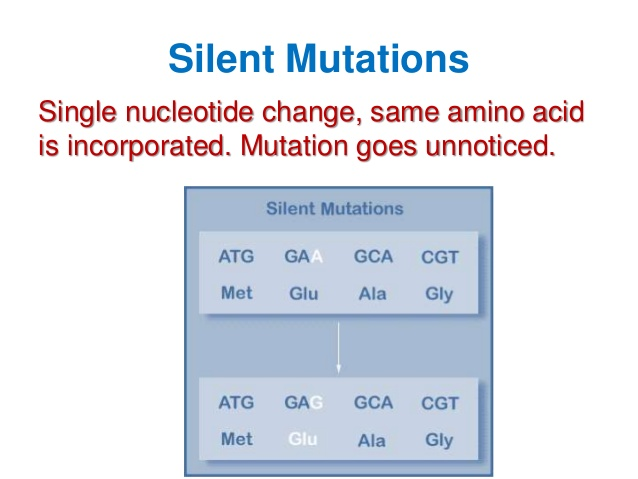 Silent Mutations
Single nucleotide change, same amino acid
is incorporated. Mutation goes unnoticed.
Silent Mutations
ATG GAA GCA CGT
Met Glu Ala Gly
ATG GAG GCA CGT
Met Glu Ala Gly